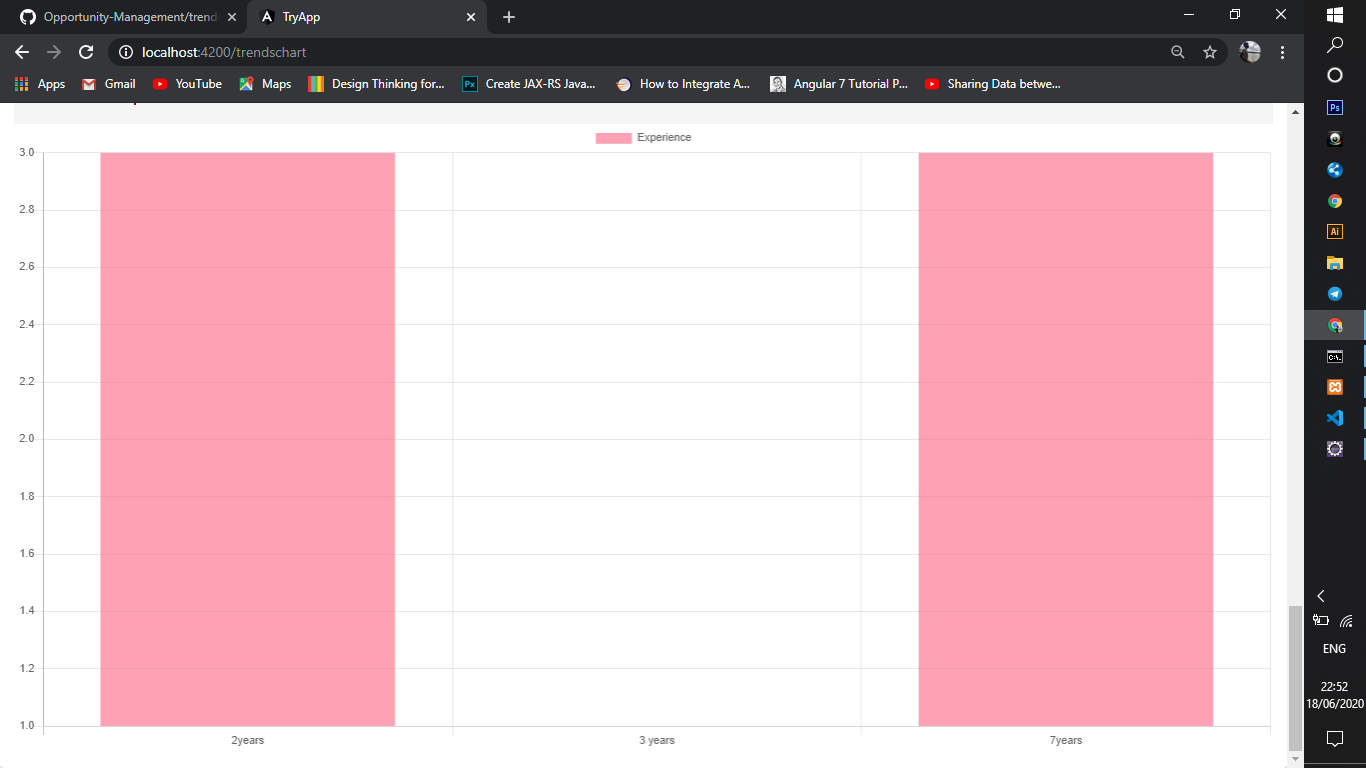 Opportunity-Management/trend
TryApp
localhost:4200/trendschart
Apps
Gmail
YouTube
Maps
Design Thinking for...
Create JAX-RS Java...
How to Integrate A...
Angular 7 Tutorial P...
Sharing Data betwe...
Experience
3.0
2.8
2.6
2.4
2.2
2.0
1.8
1.6
1.4
1.2
1.0
2years
3 years
7years
Ps
Ai
ENG
22:52
18/06/2020